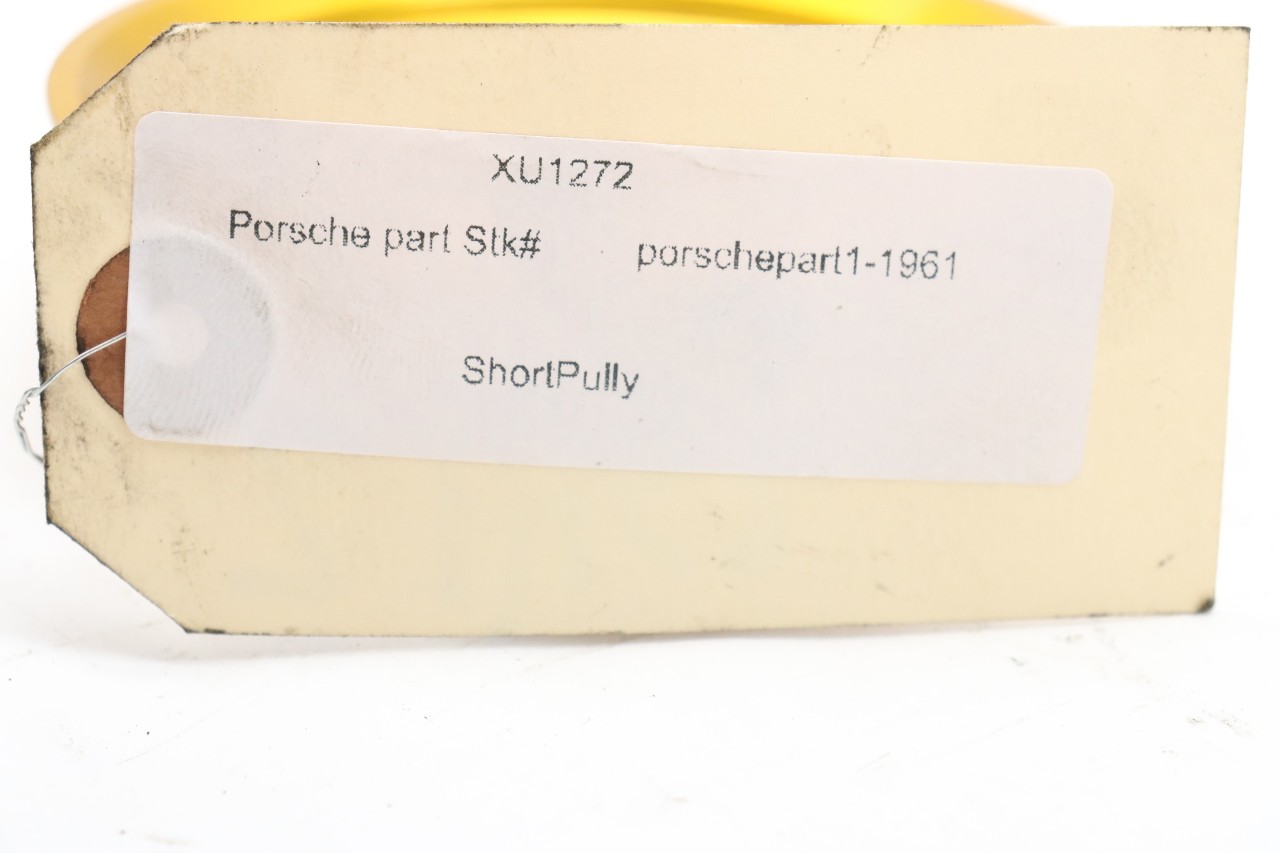 XU1272
Porsche part Stk# porschepart1-1961
ShortPully